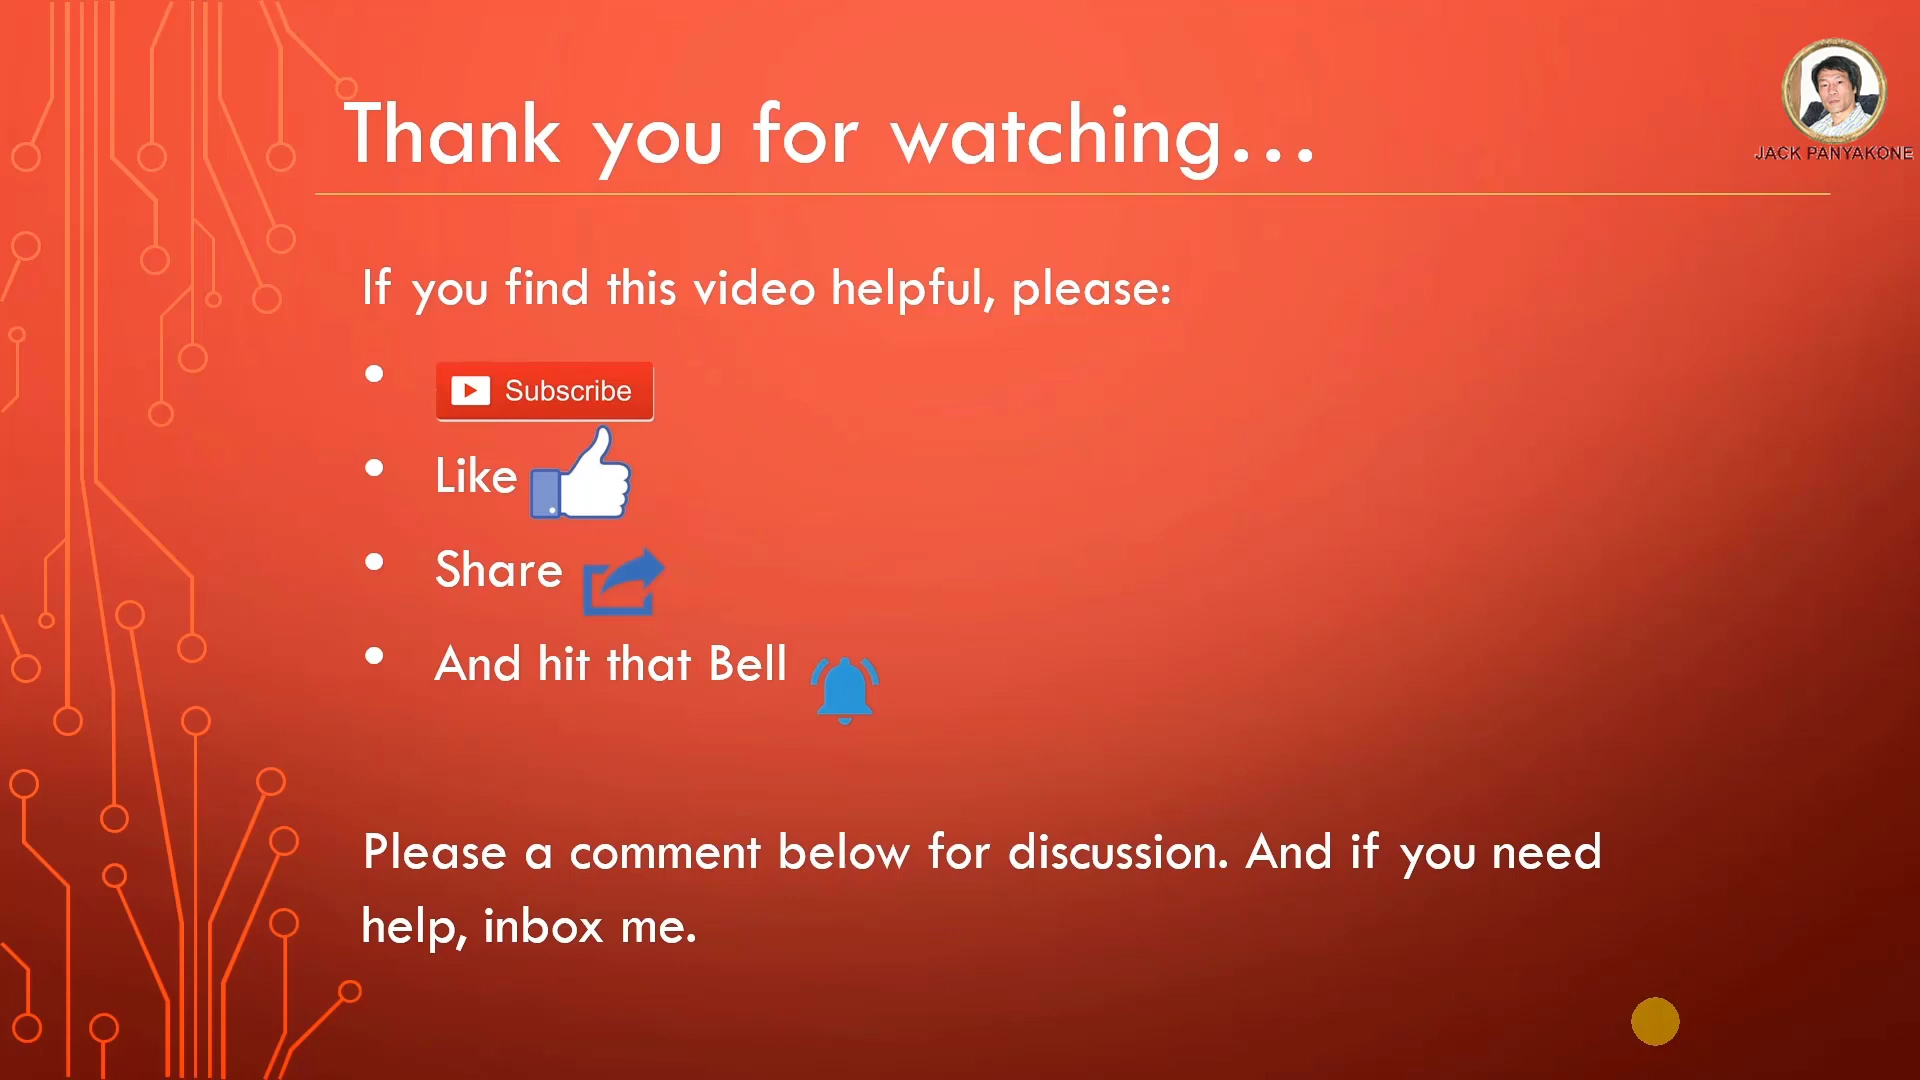 Thank you for watching...
JACK PANYAKONE
If you find this video helpful, please:
• Subscribe
• Like
• Share
• And hit that Bell
Please a comment below for discussion. And if you need
help, inbox me.